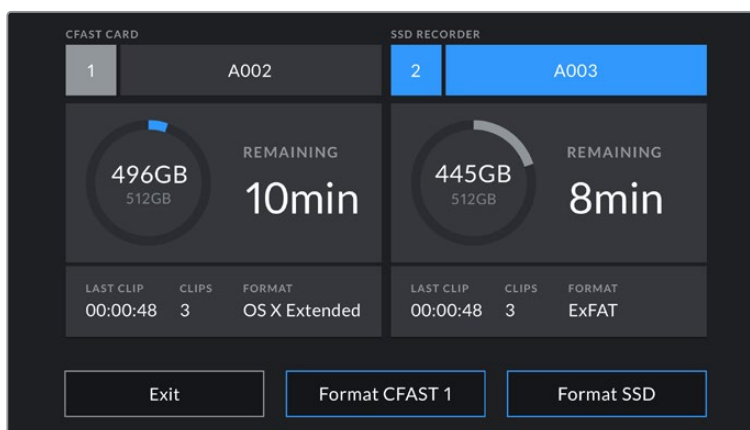 CFAST CARD
1 A002
496GB
512GB
REMAINING
10min
LAST CLIP CLIPS FORMAT
00:00:48 3 OS X Extended
SSD RECORDER
2 A003
445GB
512GB
REMAINING
8min
LAST CLIP CLIPS FORMAT
00:00:48 3 ExFAT
Exit
Format CFAST 1
Format SSD